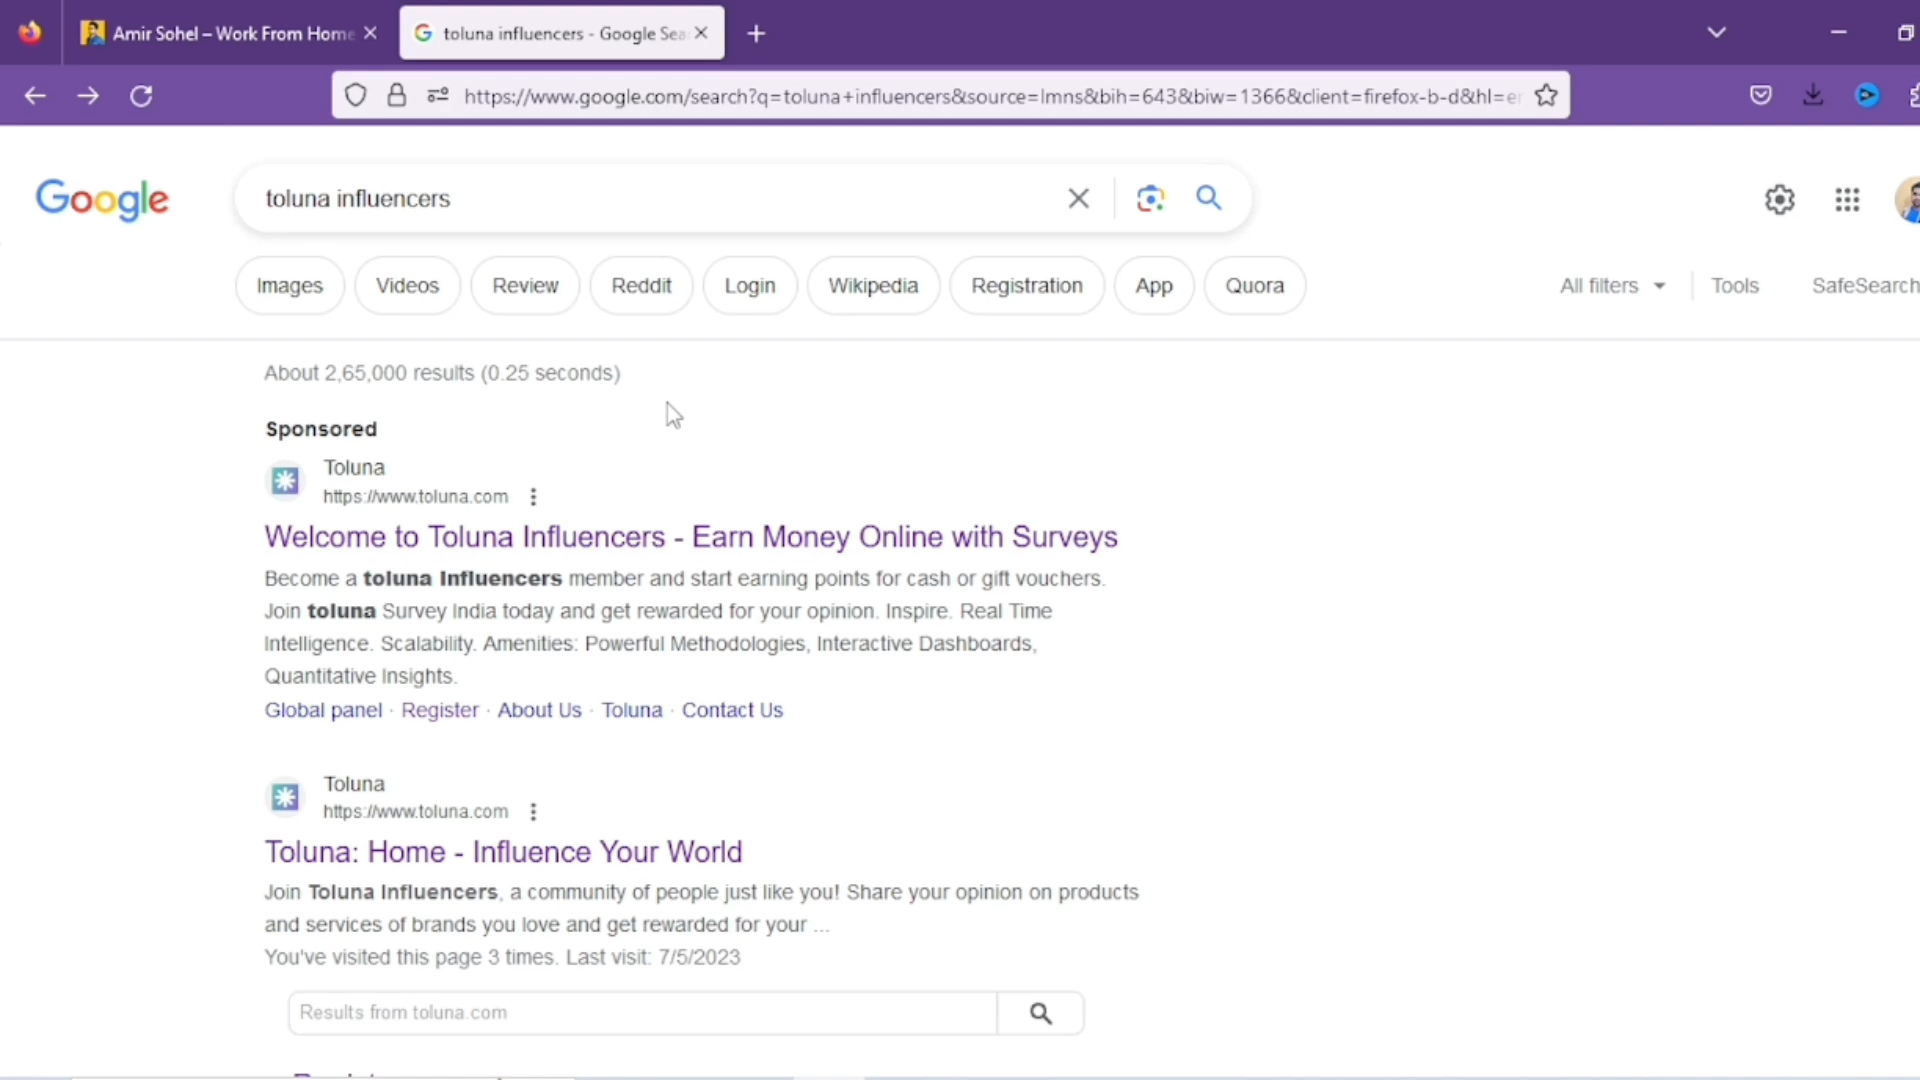 Amir Sohel – Work From Home
toluna influencers - Google Sea
https://www.google.com/search?q=toluna+influencers&source=lmns&bih=643&biw=1366&client=firefox-b-d&hl=e
Google
toluna influencers
Images
Videos
Review
Reddit
Login
Wikipedia
Registration
App
Quora
All filters
Tools
SafeSearch
About 2,65,000 results (0.25 seconds)
Sponsored
Toluna
https://www.toluna.com
Welcome to Toluna Influencers - Earn Money Online with Surveys
Become a toluna Influencers member and start earning points for cash or gift vouchers.
Join toluna Survey India today and get rewarded for your opinion. Inspire. Real Time
Intelligence. Scalability. Amenities: Powerful Methodologies, Interactive Dashboards,
Quantitative Insights.
Global panel · Register · About Us · Toluna · Contact Us
Toluna
https://www.toluna.com
Toluna: Home - Influence Your World
Join Toluna Influencers, a community of people just like you! Share your opinion on products
and services of brands you love and get rewarded for your ...
You've visited this page 3 times. Last visit: 7/5/2023
Results from toluna.com